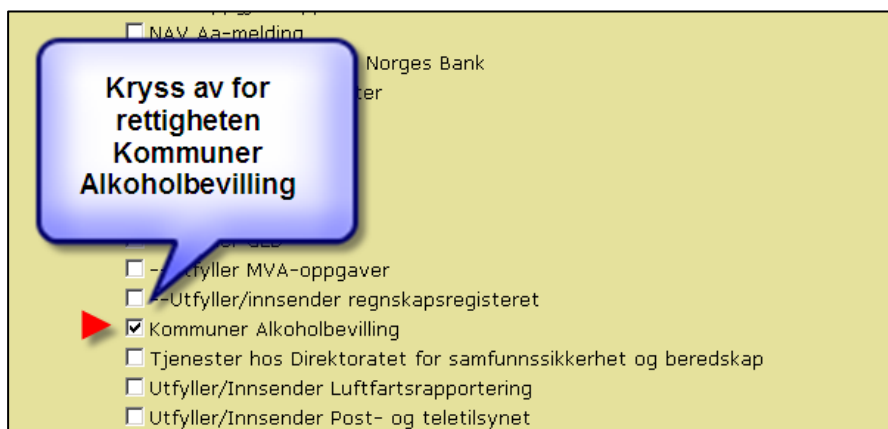 NAV Aa-melding
Norges Bank
ter
Kryss av for
rettigheten
Kommuner
Alkoholbevilling
MVA-oppgaver
--Utfyller/innsender regnskapsregisteret
Kommuner Alkoholbevilling
Tjenester hos Direktoratet for samfunnssikkerhet og beredskap
Utfyller/Innsender Luftfartsrapportering
Utfyller/Innsender Post- og teletilsynet